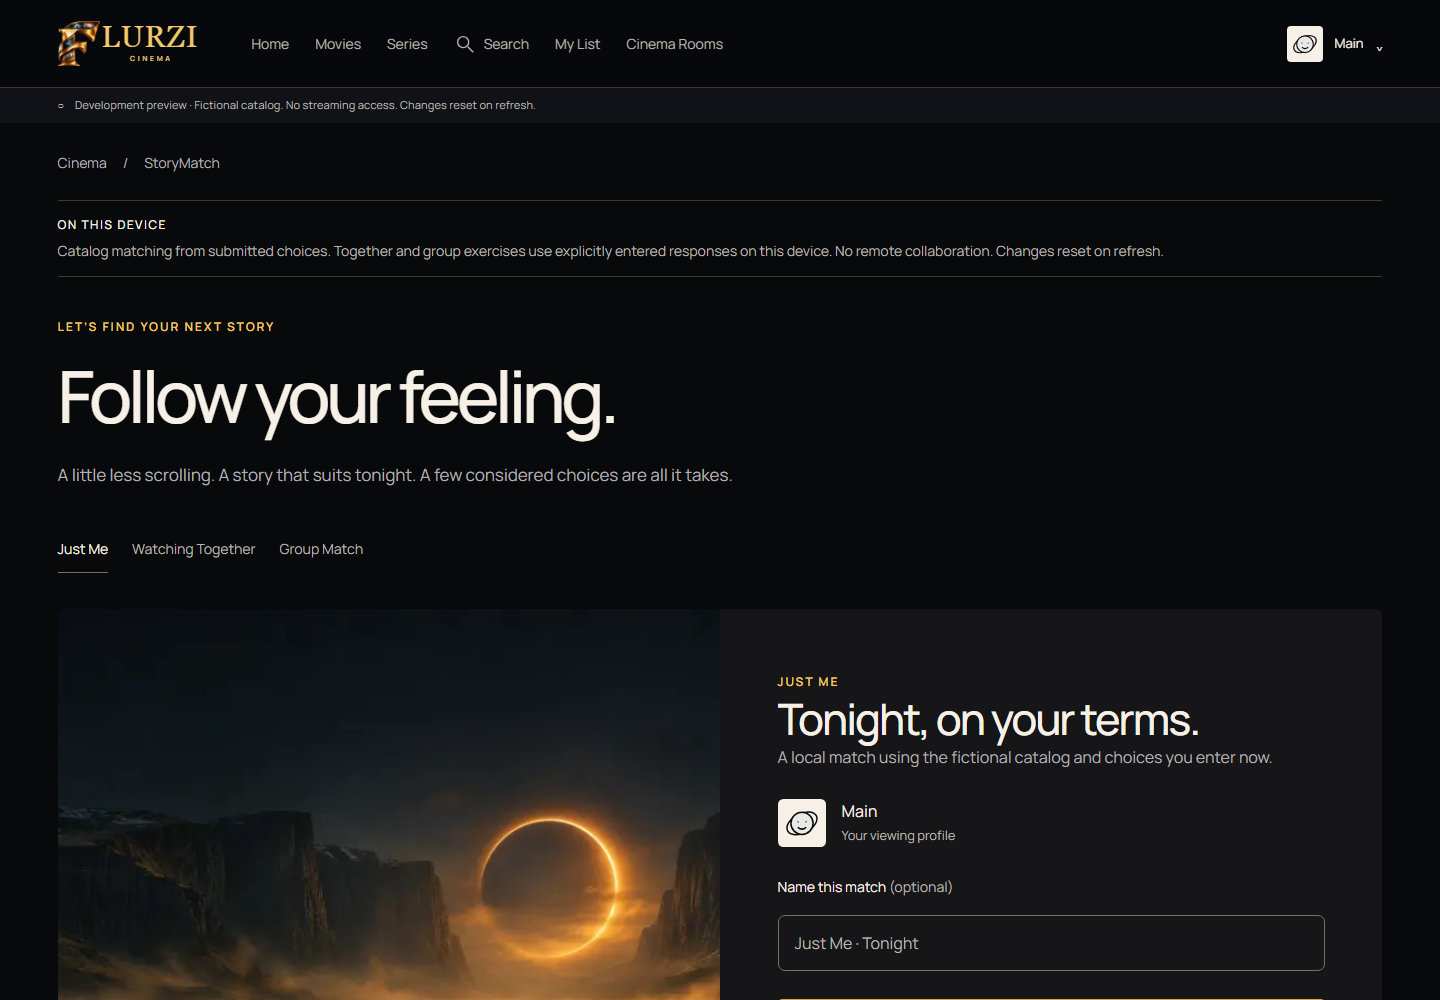 FLURZI
CINEMA
Home
Movies
Series
Search
My List
Cinema Rooms
Main
Development preview · Fictional catalog. No streaming access. Changes reset on refresh.
Cinema / StoryMatch
ON THIS DEVICE
Catalog matching from submitted choices. Together and group exercises use explicitly entered responses on this device. No remote collaboration. Changes reset on refresh.
LET'S FIND YOUR NEXT STORY
Follow your feeling.
A little less scrolling. A story that suits tonight. A few considered choices are all it takes.
Just Me
Watching Together
Group Match
JUST ME
Tonight, on your terms.
A local match using the fictional catalog and choices you enter now.
Main
Your viewing profile
Name this match (optional)
Just Me · Tonight